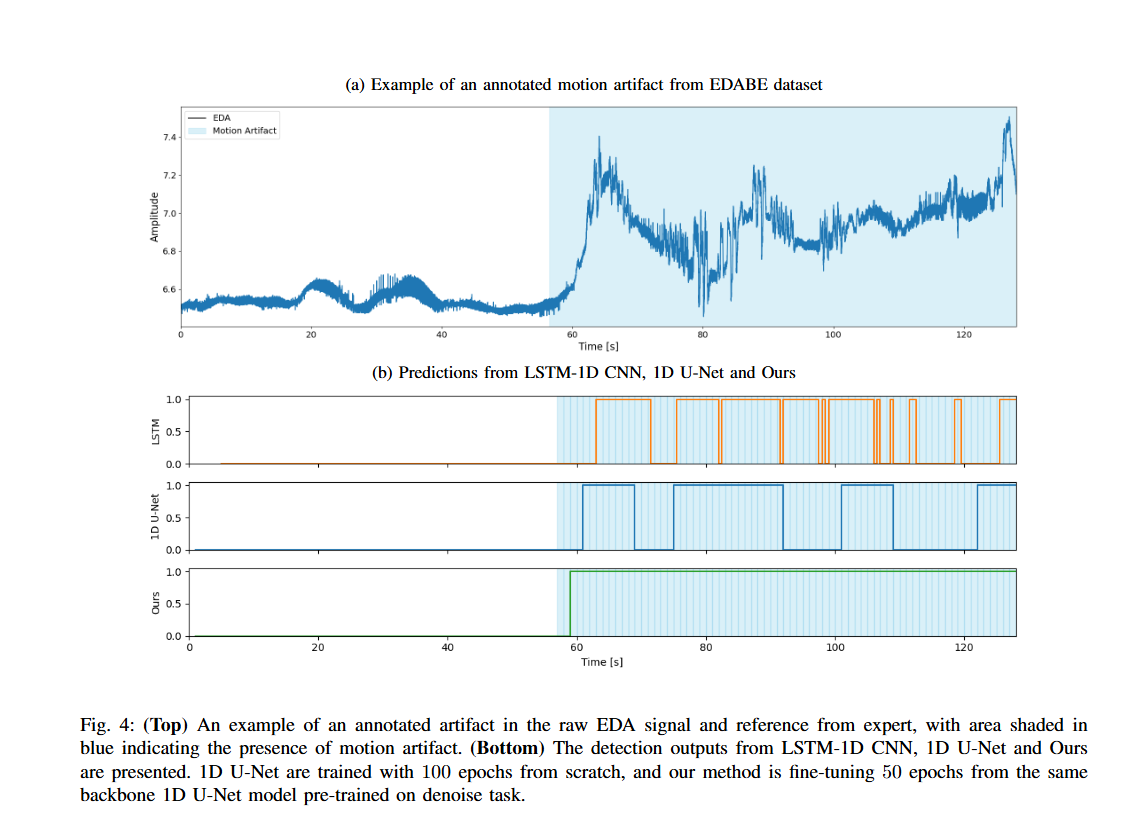 (a) Example of an annotated motion artifact from EDABE dataset
EDA
Motion Artifact
7.4
7.2
7.0
6.8
6.6
Amplitude
0 20 40 60 80 100 120
Time [s]
(b) Predictions from LSTM-1D CNN, 1D U-Net and Ours
1.0
0.5
0.0
LSTM
1.0
0.5
0.0
1D U-Net
1.0
0.5
0.0
Ours
0 20 40 60 80 100 120
Time [s]
Fig. 4: (Top) An example of an annotated artifact in the raw EDA signal and reference from expert, with area shaded in
blue indicating the presence of motion artifact. (Bottom) The detection outputs from LSTM-1D CNN, 1D U-Net and Ours
are presented. 1D U-Net are trained with 100 epochs from scratch, and our method is fine-tuning 50 epochs from the same
backbone 1D U-Net model pre-trained on denoise task.